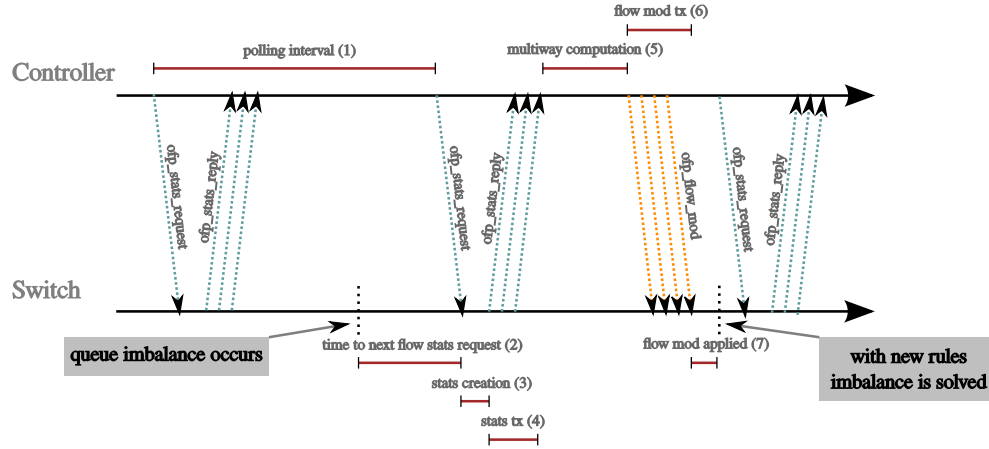 flow mod tx (6)
polling interval (1)
multiway computation (5)
Controller
ofp_stats_request
ofp_stats_reply
ofp_stats_request
ofp_stats_reply
ofp_flow_mod
ofp_stats_request
ofp_stats_reply
Switch
queue imbalance occurs
time to next flow stats request (2)
flow mod applied (7)
with new rules
imbalance is solved
stats creation (3)
stats tx (4)